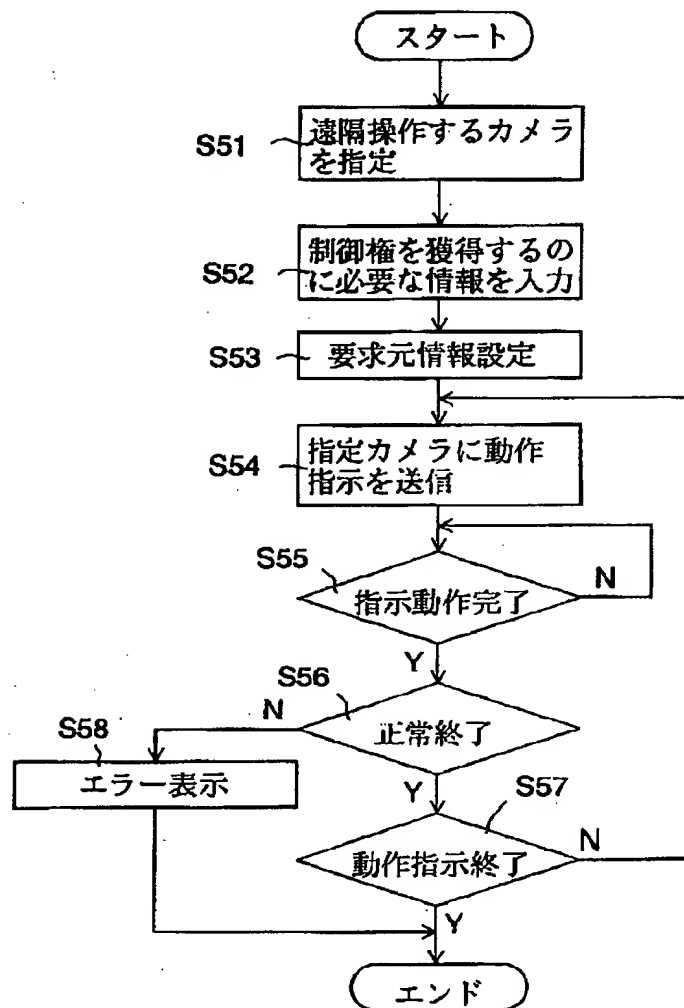 スタート
S51
遠隔操作するカメラ
を指定
S52
制御権を獲得するの
に必要な情報を入力
S53
要求元情報設定
S54
指定カメラに動作
指示を送信
S55
指示動作完了
N
Y
S56
正常終了
N
Y
S58
エラー表示
S57
動作指示終了
N
Y
エンド